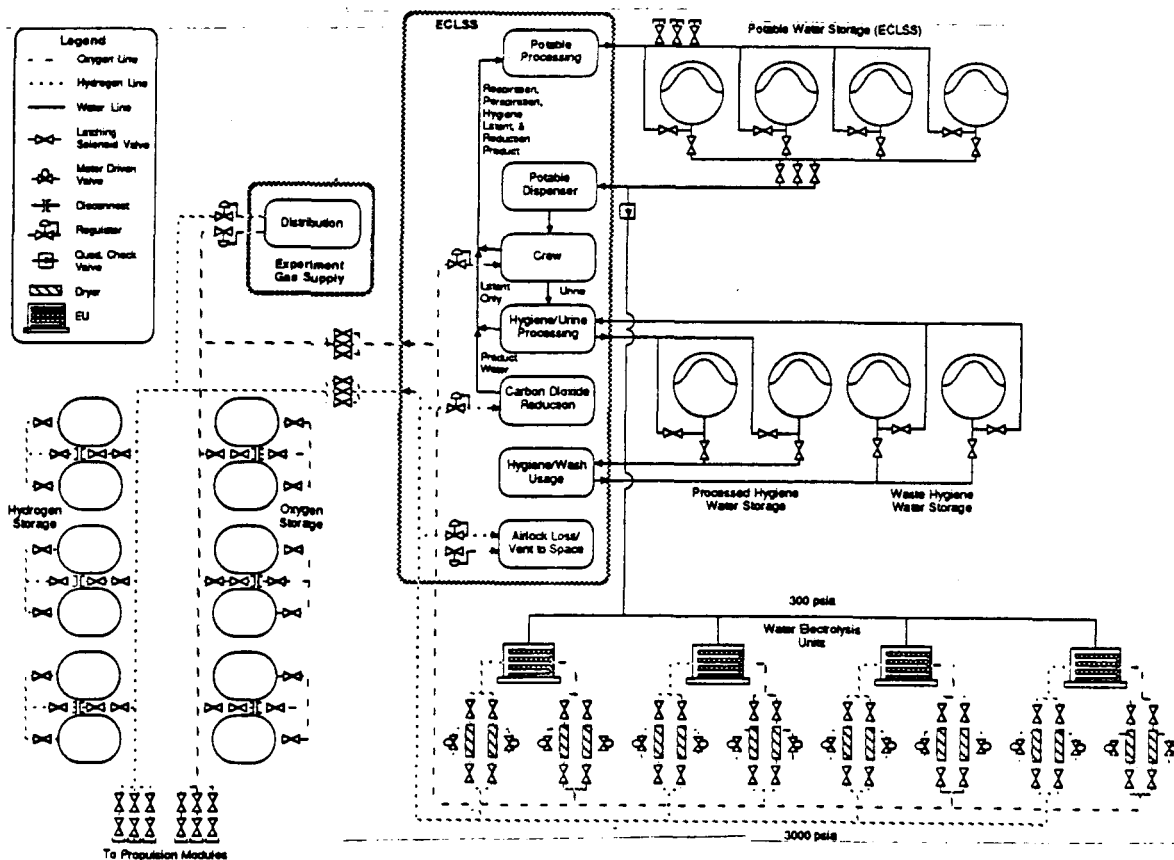 Legend
Oxygen Line
Hydrogen Line
Water Line
Latching
Solenoid Valve
Motor Driven
Valve
Disconnect
Regulator
Quad. Check
Valve
Dryer
EU
ECLSS
Potable
Processing
Respiration,
Perspiration,
Hygiene
Latent, &
Reduction
Product
Potable
Dispenser
Crew
Latent
Only
Urine
Hygiene/Urine
Processing
Product
Water
Carbon Dioxide
Reduction
Hygiene/Wash
Usage
Airlock Loss/
Vent to Space
Potable Water Storage (ECLSS)
Distribution
Experiment
Gas Supply
Processed Hygiene
Water Storage
Waste Hygiene
Water Storage
Hydrogen
Storage
Oxygen
Storage
300 psia
Water Electrolysis
Units
3000 psia
To Propulsion Modules